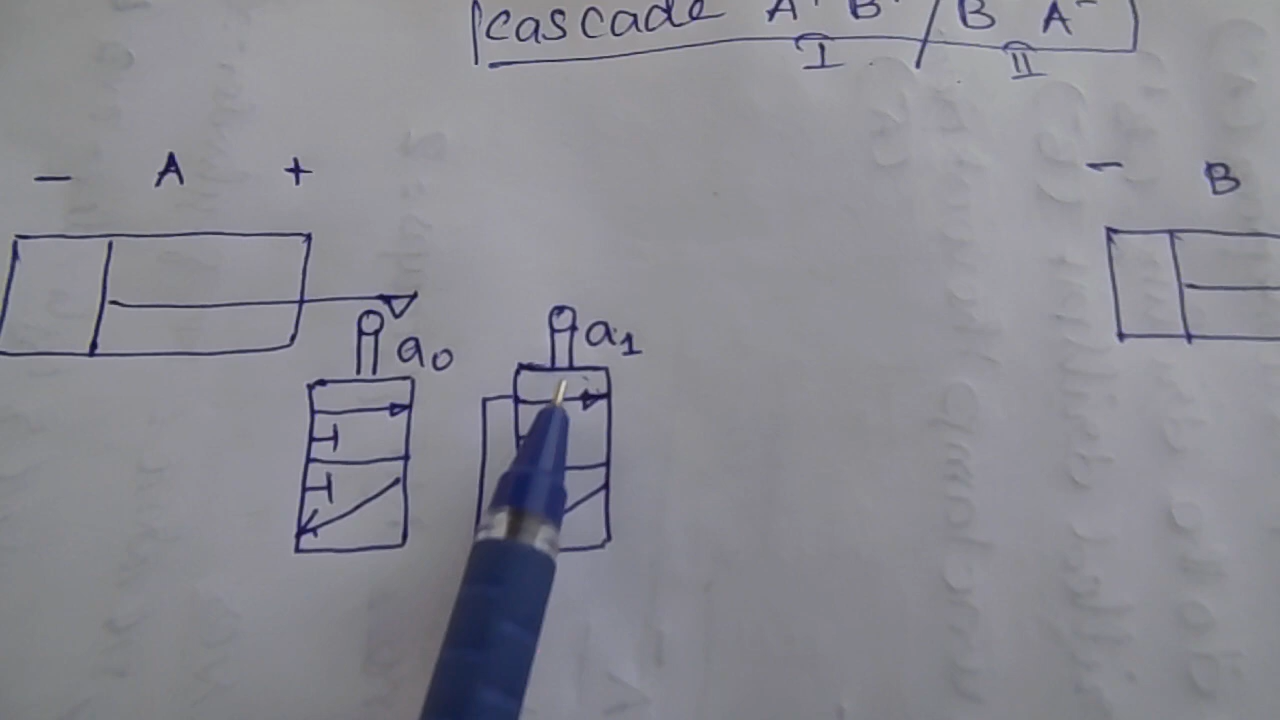 cascade A⁺ B⁺ / B⁻ A⁻
I II
− A + − B
a₀ a₁